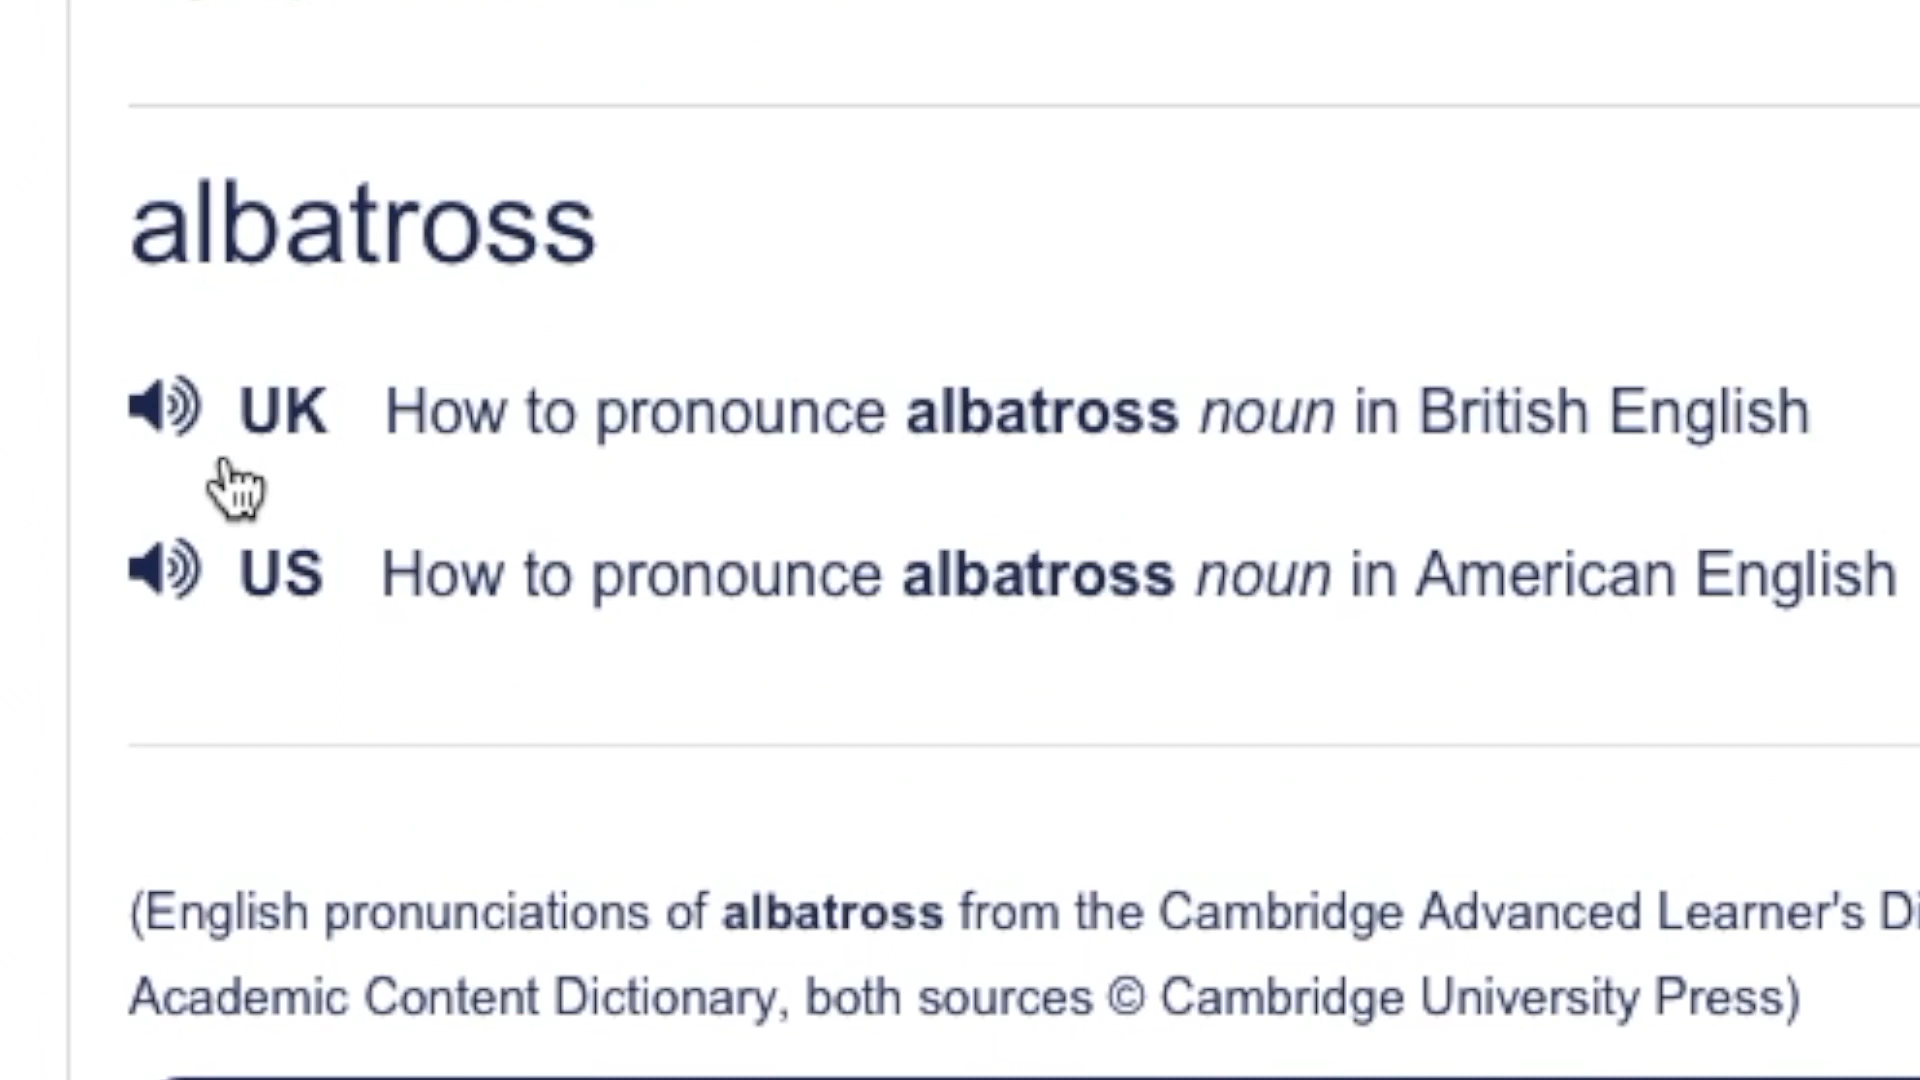 albatross
UK How to pronounce albatross noun in British English
US How to pronounce albatross noun in American English
(English pronunciations of albatross from the Cambridge Advanced Learner's
Academic Content Dictionary, both sources © Cambridge University Press)